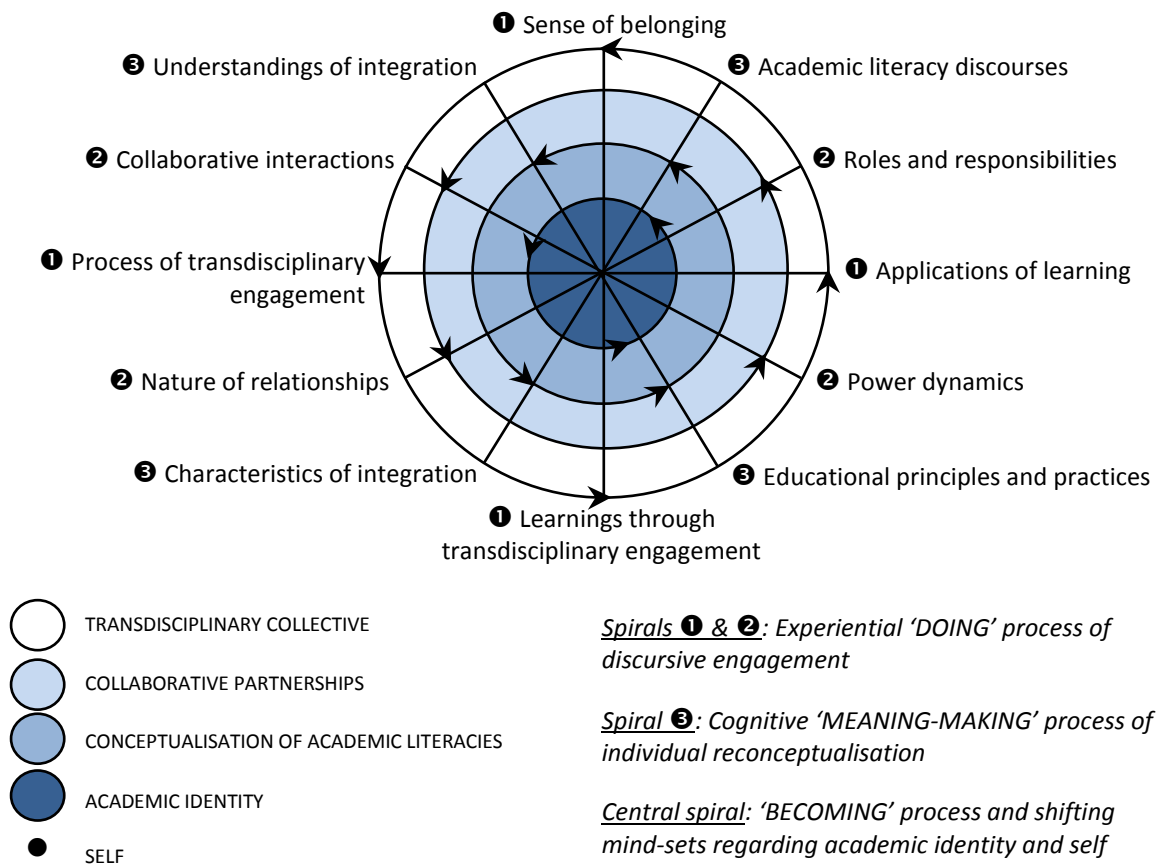 ❶ Sense of belonging
❸ Understandings of integration
❸ Academic literacy discourses
❷ Collaborative interactions
❷ Roles and responsibilities
❶ Process of transdisciplinary
engagement
❶ Applications of learning
❷ Nature of relationships
❷ Power dynamics
❸ Characteristics of integration
❸ Educational principles and practices
❶ Learnings through
transdisciplinary engagement
TRANSDISCIPLINARY COLLECTIVE
COLLABORATIVE PARTNERSHIPS
CONCEPTUALISATION OF ACADEMIC LITERACIES
ACADEMIC IDENTITY
SELF
Spirals ❶ & ❷: Experiential ‘DOING’ process of
discursive engagement
Spiral ❸: Cognitive ‘MEANING-MAKING’ process of
individual reconceptualisation
Central spiral: ‘BECOMING’ process and shifting
mind-sets regarding academic identity and self